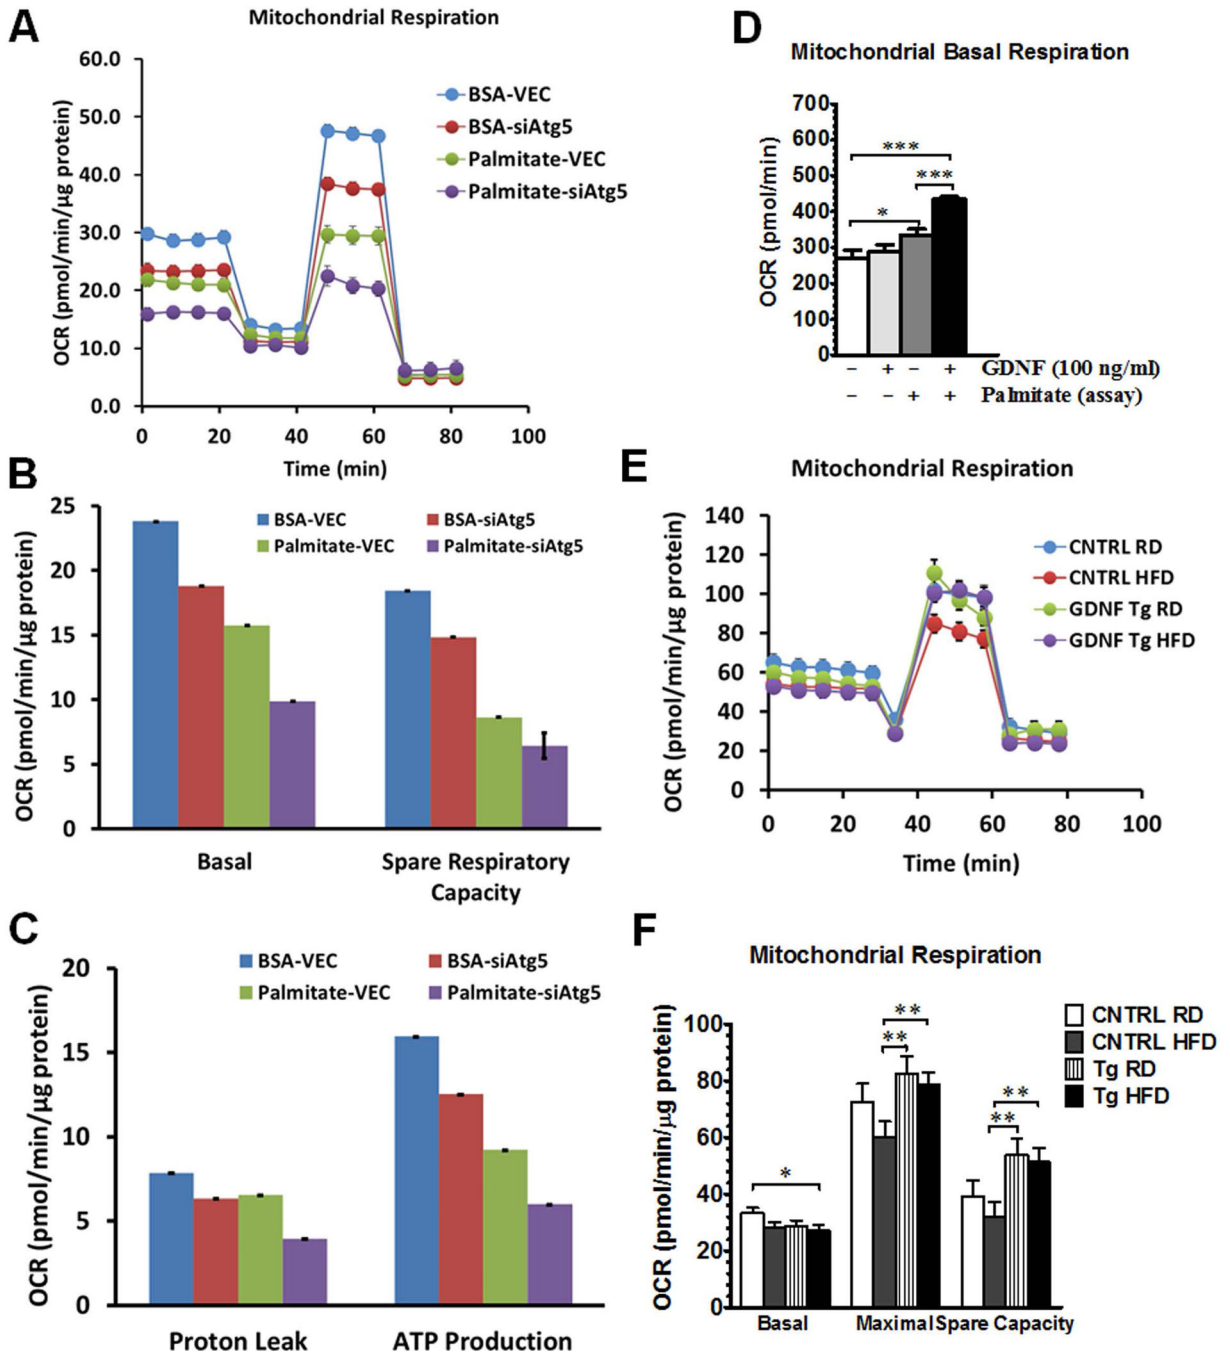 A
Mitochondrial Respiration
OCR (pmol/min/µg protein)
60.0
50.0
40.0
30.0
20.0
10.0
0.0
0 20 40 60 80 100
Time (min)
BSA-VEC
BSA-siAtg5
Palmitate-VEC
Palmitate-siAtg5
B
OCR (pmol/min/µg protein)
25
20
15
10
5
0
BSA-VEC BSA-siAtg5
Palmitate-VEC Palmitate-siAtg5
Basal Spare Respiratory
Capacity
C
OCR (pmol/min/µg protein)
20
15
10
5
0
BSA-VEC BSA-siAtg5
Palmitate-VEC Palmitate-siAtg5
Proton Leak ATP Production
D
Mitochondrial Basal Respiration
OCR (pmol/min)
700
600
500
400
300
200
100
0
***
***
*
− + − + GDNF (100 ng/ml)
− − + + Palmitate (assay)
E
Mitochondrial Respiration
OCR (pmol/min/µg protein)
140
120
100
80
60
40
20
0
0 20 40 60 80 100
Time (min)
CNTRL RD
CNTRL HFD
GDNF Tg RD
GDNF Tg HFD
F
Mitochondrial Respiration
OCR (pmol/min/µg protein)
100
80
60
40
20
0
*
**
**
**
**
CNTRL RD
CNTRL HFD
Tg RD
Tg HFD
Basal Maximal Spare Capacity